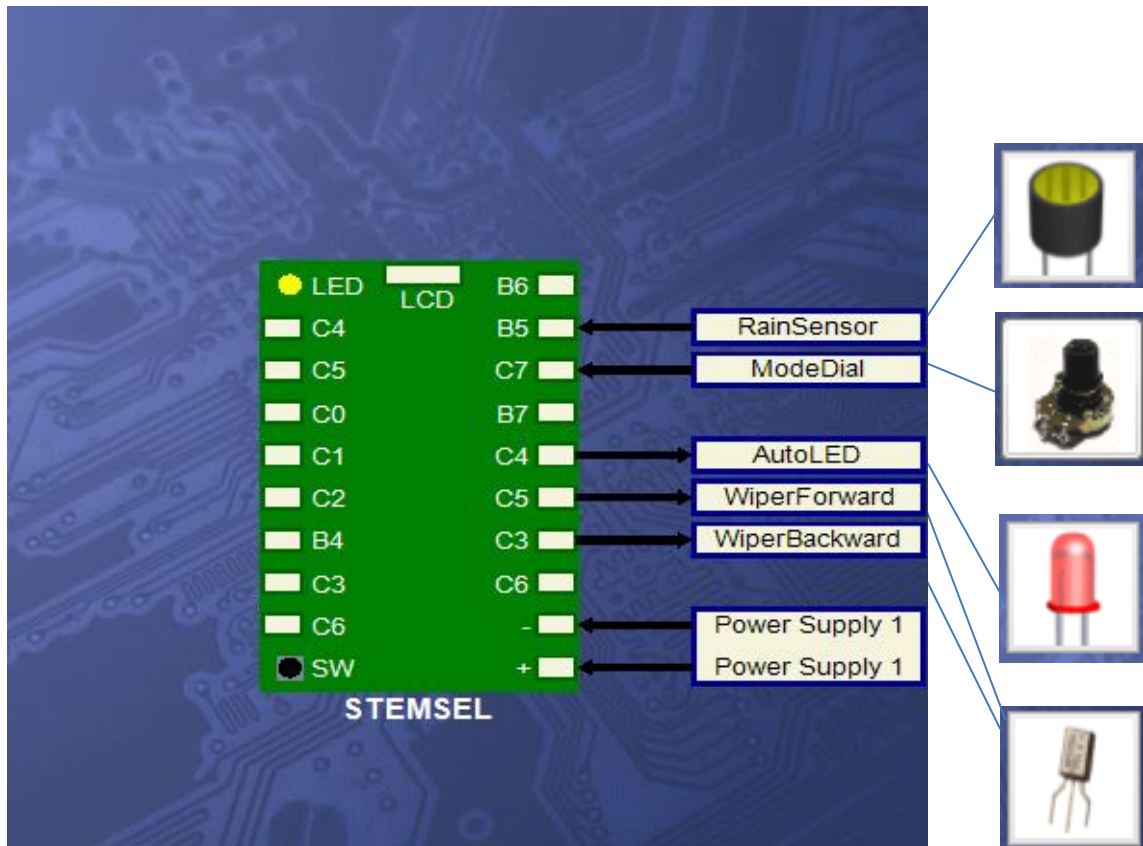 LED
LCD
B6
C4
B5
RainSensor
C5
C7
ModeDial
C0
B7
C1
C4
AutoLED
C2
C5
WiperForward
B4
C3
WiperBackward
C3
C6
C6
-
Power Supply 1
SW
+
Power Supply 1
STEMSEL